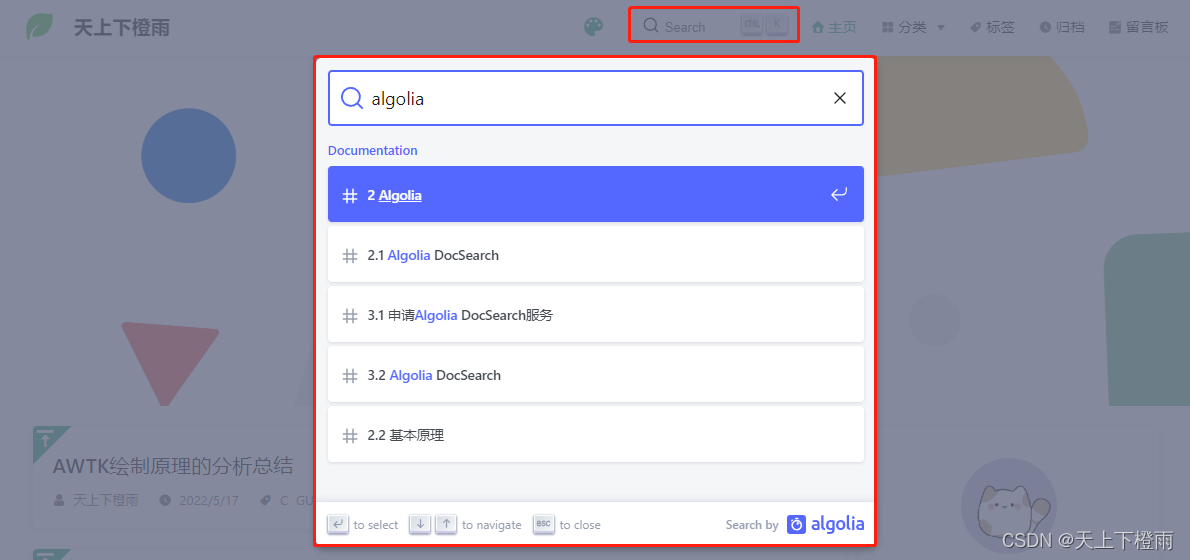 天上下橙雨
Search CTRL K 主页 分类 标签 归档 留言板
algolia
Documentation
2 Algolia
2.1 Algolia DocSearch
3.1 申请Algolia DocSearch服务
3.2 Algolia DocSearch
2.2 基本原理
AWTK绘制原理的分析总结
天上下橙雨 2022/5/17 C GU
to select to navigate esc to close Search by algolia
CSDN @天上下橙雨